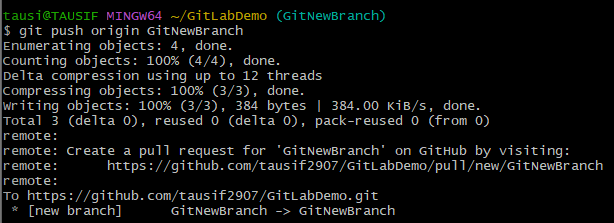 tausi@TAUSIF MINGW64 ~/GitLabDemo (GitNewBranch)
$ git push origin GitNewBranch
Enumerating objects: 4, done.
Counting objects: 100% (4/4), done.
Delta compression using up to 12 threads
Compressing objects: 100% (3/3), done.
Writing objects: 100% (3/3), 384 bytes | 384.00 KiB/s, done.
Total 3 (delta 0), reused 0 (delta 0), pack-reused 0 (from 0)
remote:
remote: Create a pull request for 'GitNewBranch' on GitHub by visiting:
remote:      https://github.com/tausif2907/GitLabDemo/pull/new/GitNewBranch
remote:
To https://github.com/tausif2907/GitLabDemo.git
 * [new branch]      GitNewBranch -> GitNewBranch